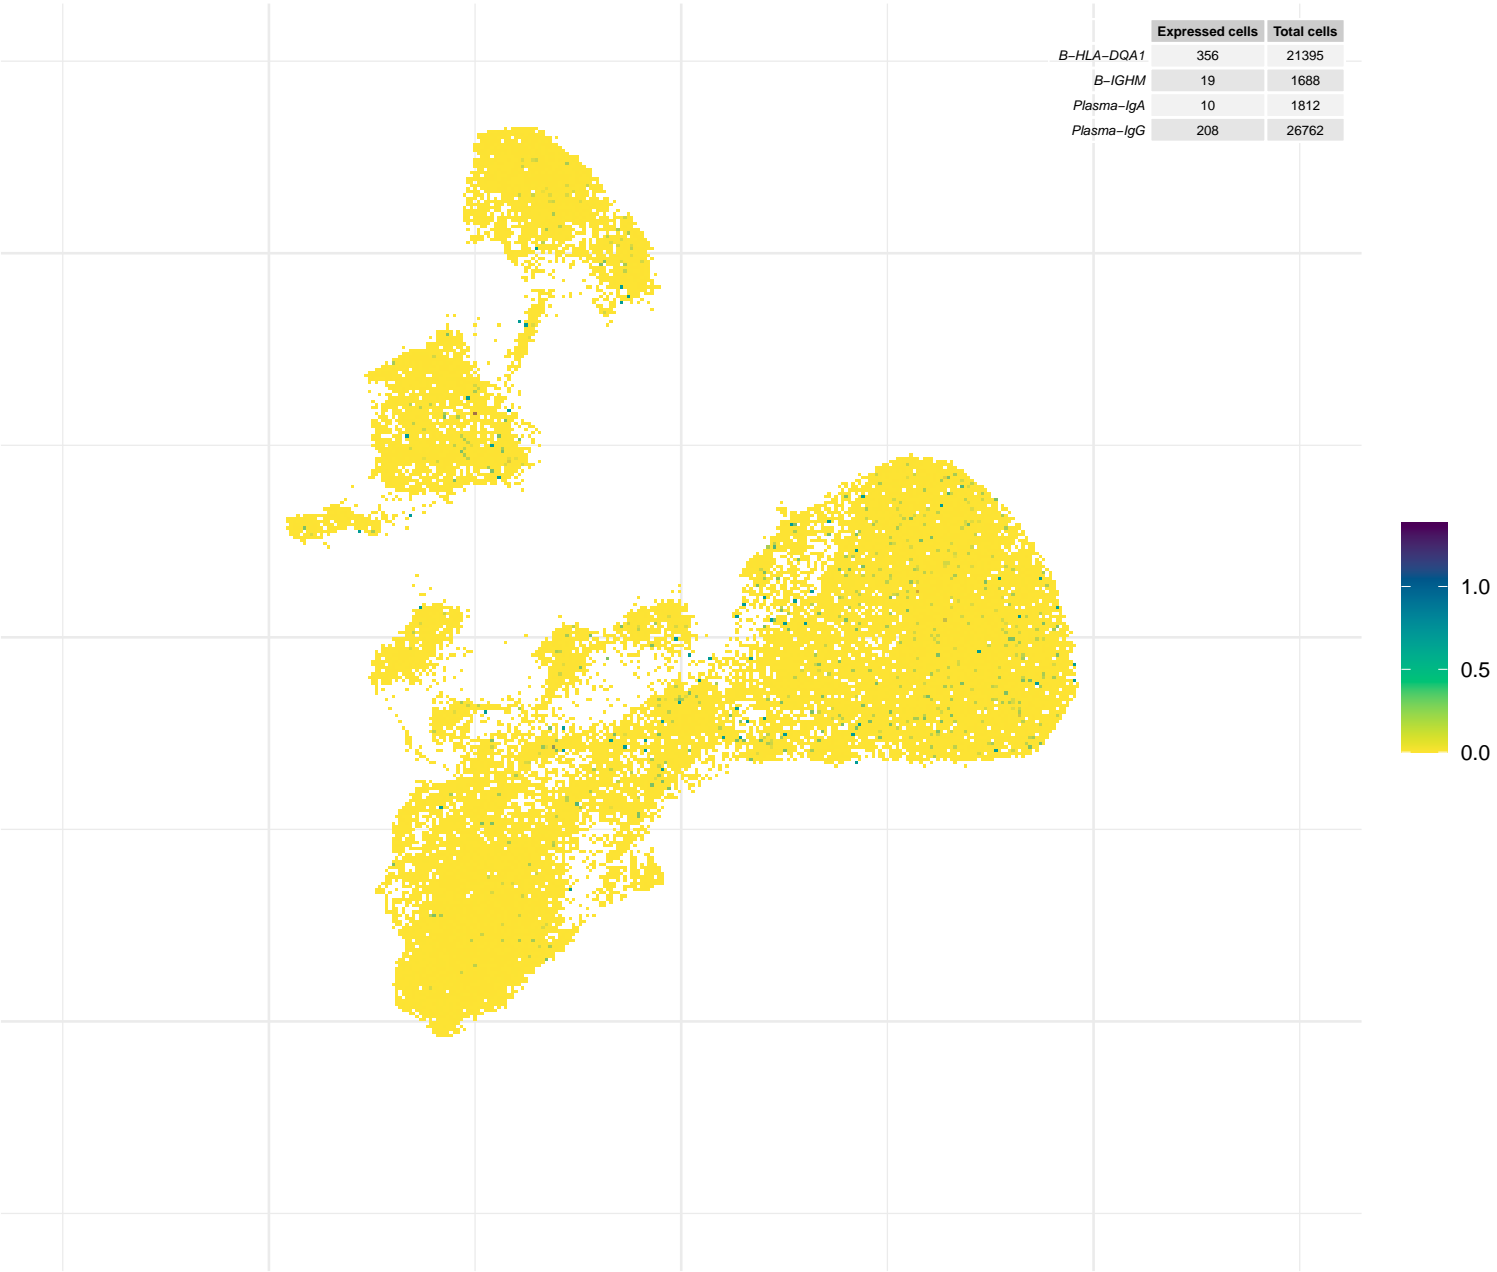 Expressed cells Total cells
B−HLA−DQA1 356 21395
B−IGHM 19 1688
Plasma−IgA 10 1812
Plasma−IgG 208 26762
1.0
0.5
0.0